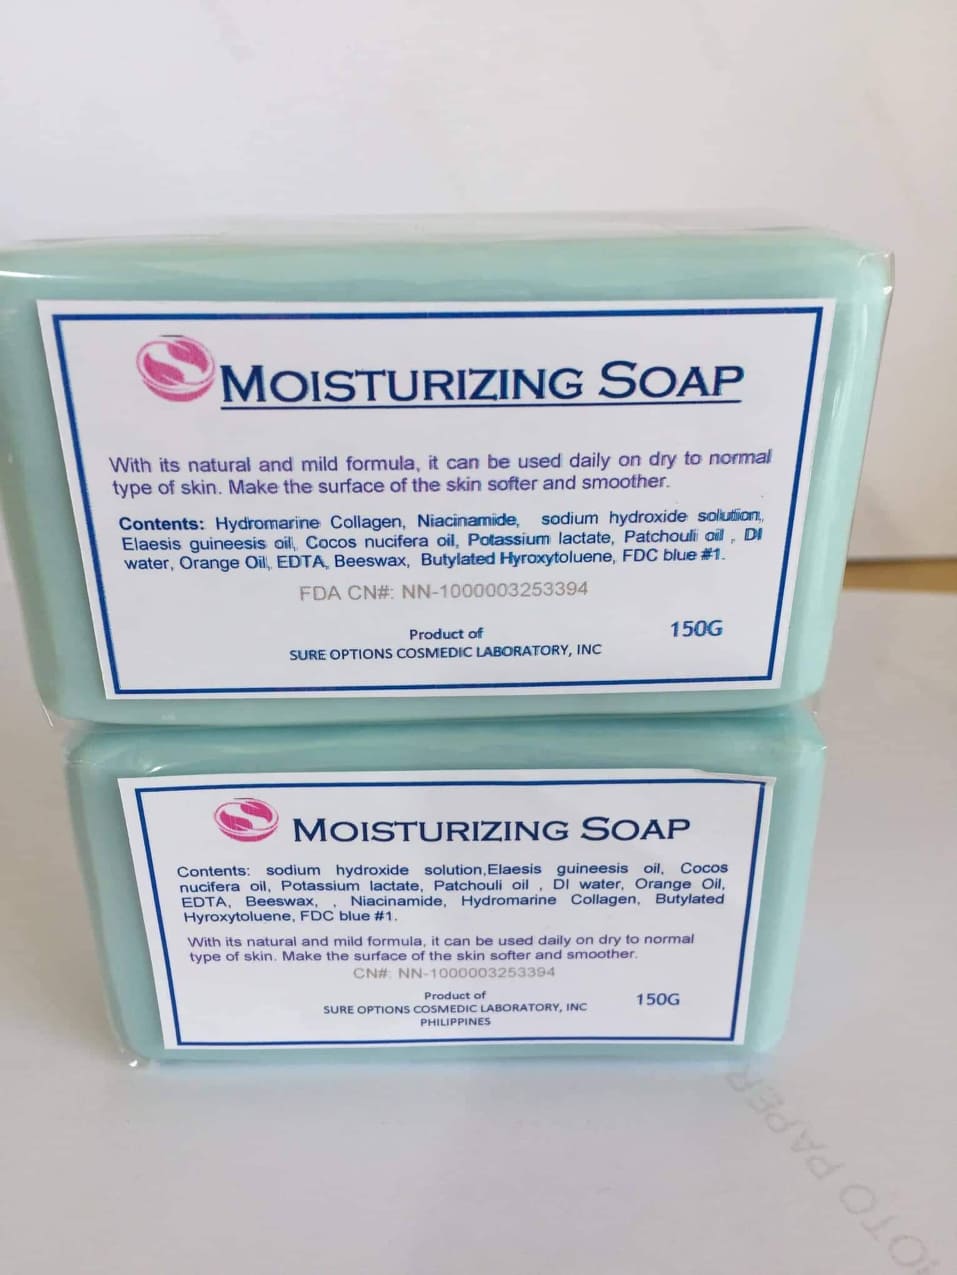 MOISTURIZING SOAP
With its natural and mild formula, it can be used daily on dry to normal
type of skin. Make the surface of the skin softer and smoother.
Contents: Hydromarine Collagen, Niacinamide, sodium hydroxide solution,
Elaesis guineesis oil, Cocos nucifera oil, Potassium lactate, Patchouli oil , DI
water, Orange Oil, EDTA, Beeswax, Butylated Hyroxytoluene, FDC blue #1.
FDA CN#: NN-1000003253394
Product of
150G
SURE OPTIONS COSMEDIC LABORATORY, INC
MOISTURIZING SOAP
Contents: sodium hydroxide solution,Elaesis guineesis oil, Cocos
nucifera oil, Potassium lactate, Patchouli oil , DI water, Orange Oil,
EDTA, Beeswax, , Niacinamide, Hydromarine Collagen, Butylated
Hyroxytoluene, FDC blue #1.
With its natural and mild formula, it can be used daily on dry to normal
type of skin. Make the surface of the skin softer and smoother.
CN#: NN-1000003253394
Product of
150G
SURE OPTIONS COSMEDIC LABORATORY, INC
PHILIPPINES
OTO PAPER